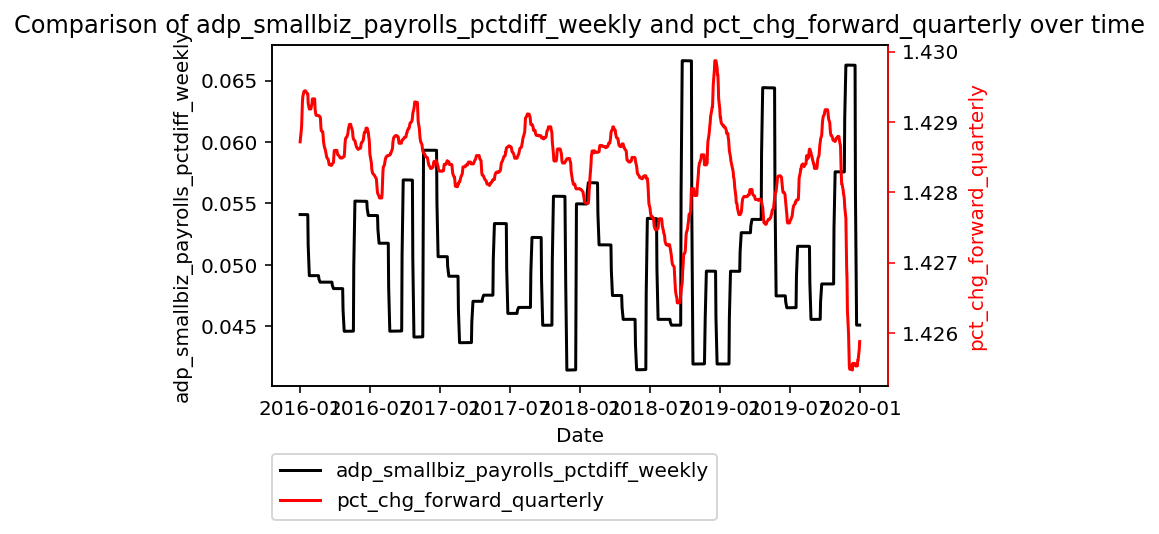 Comparison of adp_smallbiz_payrolls_pctdiff_weekly and pct_chg_forward_quarterly over time
adp_smallbiz_payrolls_pctdiff_weekly
0.065
0.060
0.055
0.050
0.045
1.430
1.429
1.428
1.427
1.426
pct_chg_forward_quarterly
2016-01 2016-07 2017-01 2017-07 2018-01 2018-07 2019-01 2019-07 2020-01
Date
adp_smallbiz_payrolls_pctdiff_weekly
pct_chg_forward_quarterly